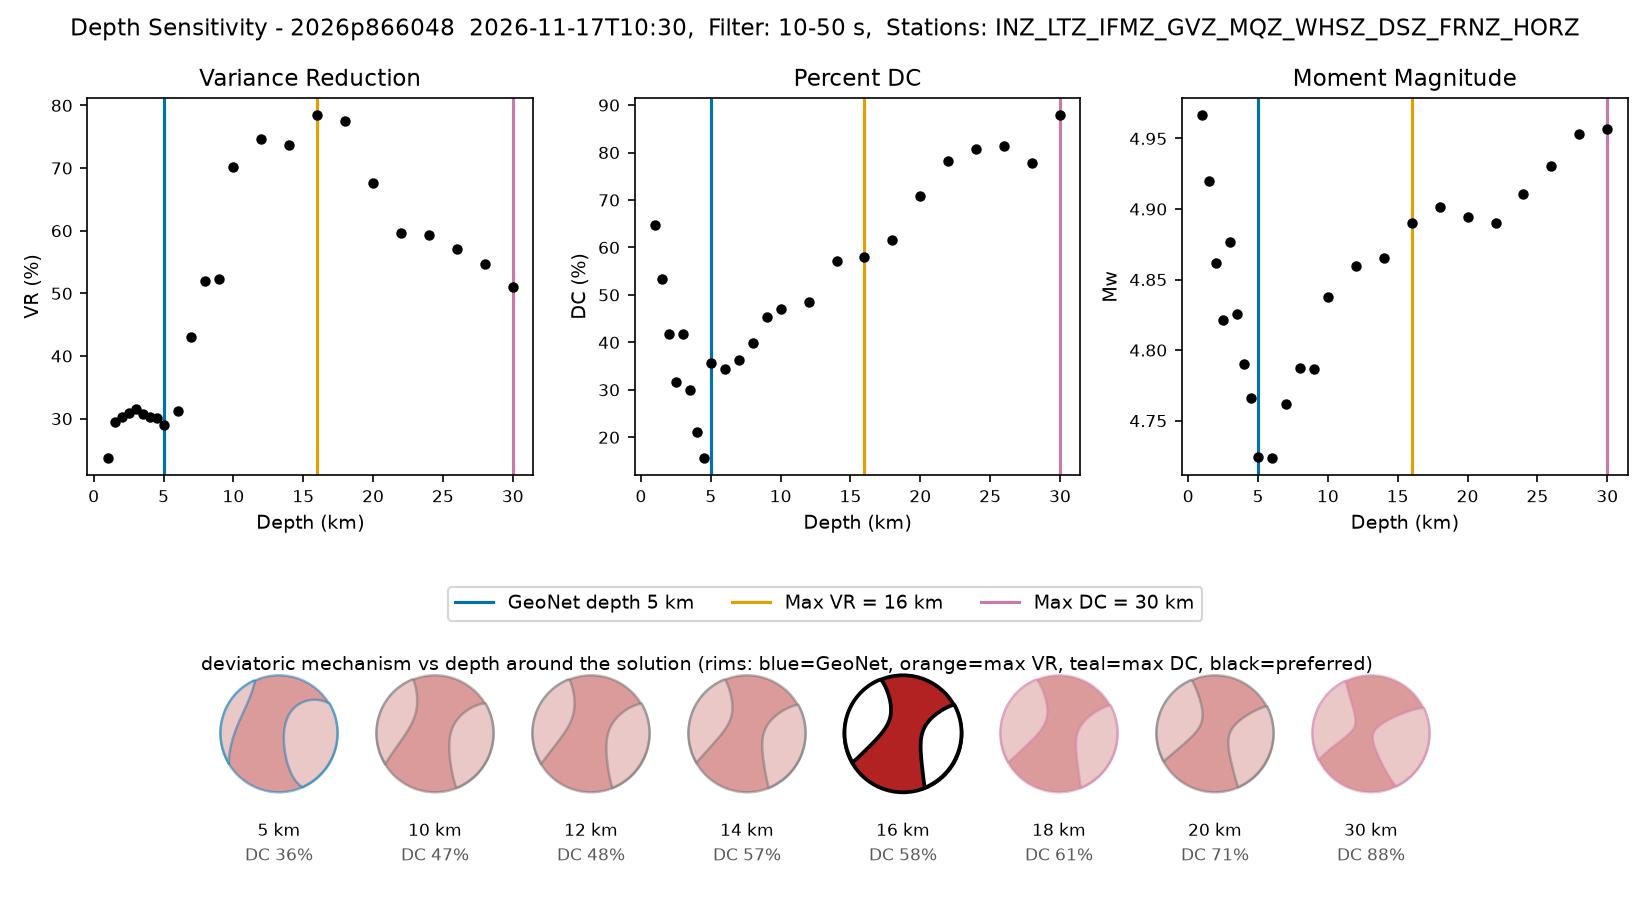 Depth Sensitivity - 2026p866048  2026-11-17T10:30,  Filter: 10-50 s,  Stations: INZ_LTZ_IFMZ_GVZ_MQZ_WHSZ_DSZ_FRNZ_HORZ
Variance Reduction
VR (%)
80
70
60
50
40
30
0 5 10 15 20 25 30
Depth (km)
Percent DC
DC (%)
90
80
70
60
50
40
30
20
0 5 10 15 20 25 30
Depth (km)
Moment Magnitude
Mw
4.95
4.90
4.85
4.80
4.75
0 5 10 15 20 25 30
Depth (km)
GeoNet depth 5 km
Max VR = 16 km
Max DC = 30 km
deviatoric mechanism vs depth around the solution (rims: blue=GeoNet, orange=max VR, teal=max DC, black=preferred)
5 km 10 km 12 km 14 km 16 km 18 km 20 km 30 km
DC 36% DC 47% DC 48% DC 57% DC 58% DC 61% DC 71% DC 88%